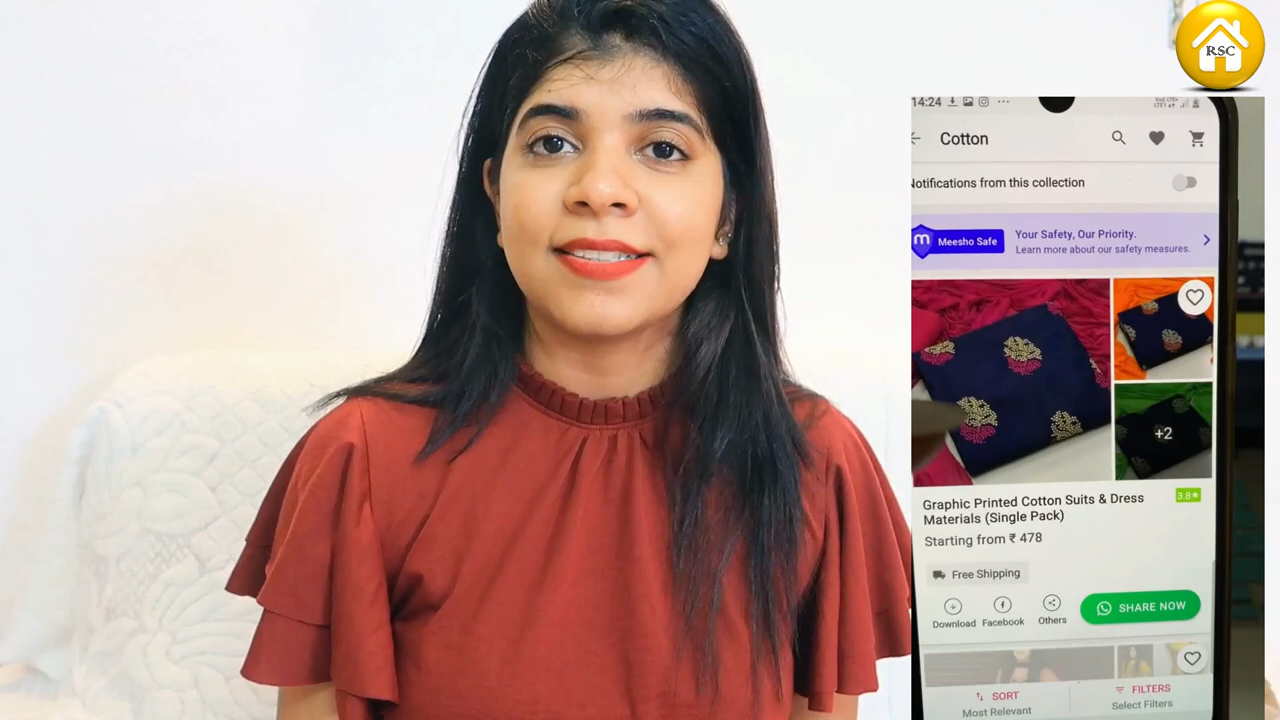 RSC
14:24
Cotton
Notifications from this collection
m Meesho Safe
Your Safety, Our Priority.
Learn more about our safety measures.
+2
Graphic Printed Cotton Suits & Dress
Materials (Single Pack)
3.8★
Starting from ₹ 478
Free Shipping
Download
Facebook
Others
SHARE NOW
SORT
Most Relevant
FILTERS
Select Filters